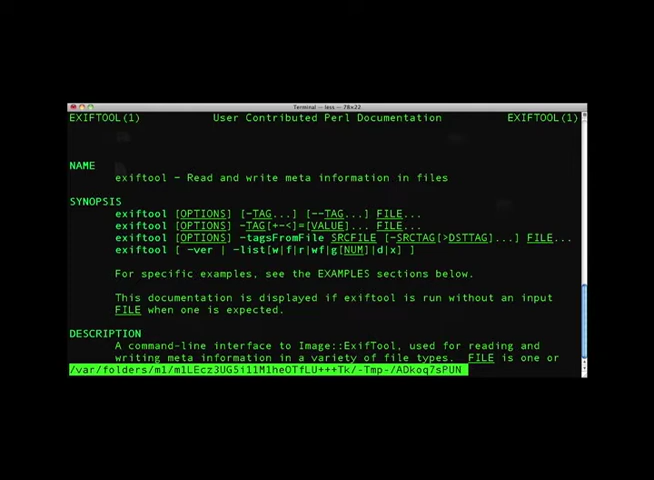 Terminal — less — 78×22
EXIFTOOL(1) User Contributed Perl Documentation EXIFTOOL(1)
NAME
exiftool - Read and write meta information in files
SYNOPSIS
exiftool [OPTIONS] [-TAG...] [--TAG...] FILE...
exiftool [OPTIONS] -TAG[+-<]=[VALUE]... FILE...
exiftool [OPTIONS] -tagsFromFile SRCFILE [-SRCTAG[>DSTTAG]...] FILE...
exiftool [ -ver | -list[w|f|r|wf|g[NUM]|d|x] ]
For specific examples, see the EXAMPLES sections below.
This documentation is displayed if exiftool is run without an input
FILE when one is expected.
DESCRIPTION
A command-line interface to Image::ExifTool, used for reading and
writing meta information in a variety of file types. FILE is one or
/var/folders/m1/m1LEcz3UG5i11M1heOTfLU+++Tk/-Tmp-/ADkoq7sPUN